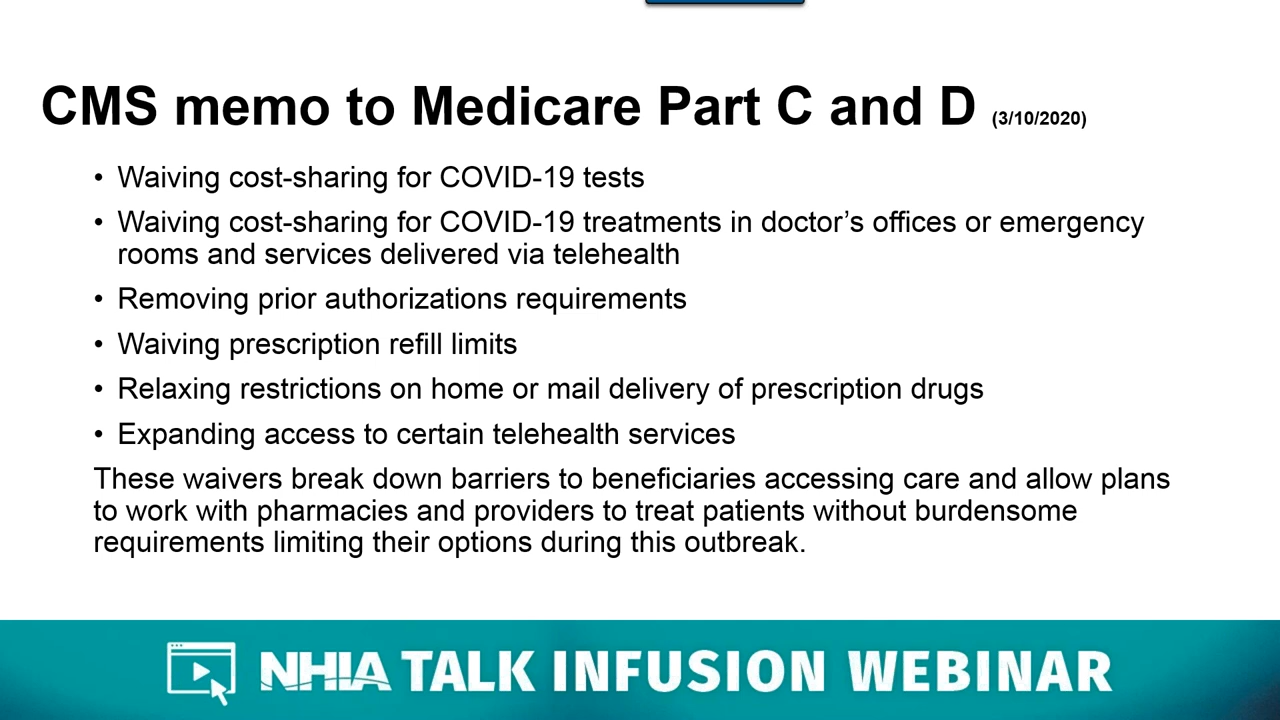 CMS memo to Medicare Part C and D (3/10/2020)
• Waiving cost-sharing for COVID-19 tests
• Waiving cost-sharing for COVID-19 treatments in doctor’s offices or emergency
rooms and services delivered via telehealth
• Removing prior authorizations requirements
• Waiving prescription refill limits
• Relaxing restrictions on home or mail delivery of prescription drugs
• Expanding access to certain telehealth services
These waivers break down barriers to beneficiaries accessing care and allow plans
to work with pharmacies and providers to treat patients without burdensome
requirements limiting their options during this outbreak.
NHIA TALK INFUSION WEBINAR